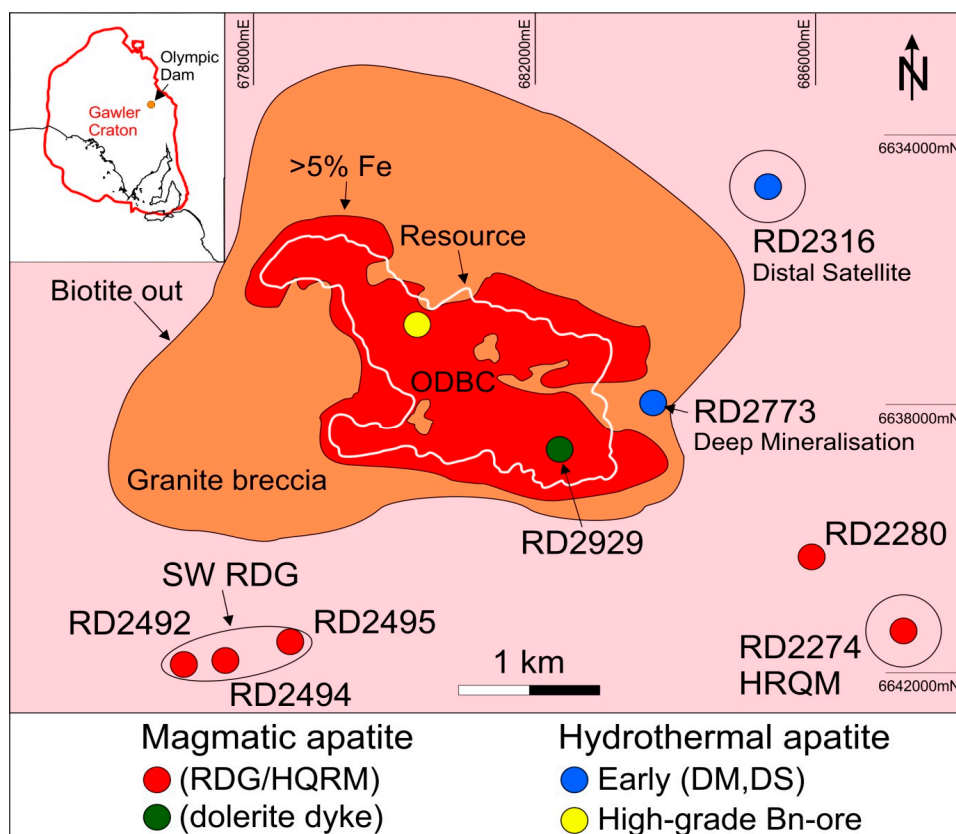 678000mE
682000mE
686000mE
N
Olympic
Dam
Gawler
Craton
6634000mN
>5% Fe
Resource
RD2316
Distal Satellite
Biotite out
ODBC
RD2773
Deep Mineralisation
6638000mN
Granite breccia
RD2929
RD2280
SW RDG
RD2492
RD2495
RD2494
1 km
RD2274
HRQM
6642000mN
Magmatic apatite
(RDG/HQRM)
(dolerite dyke)
Hydrothermal apatite
Early (DM,DS)
High-grade Bn-ore